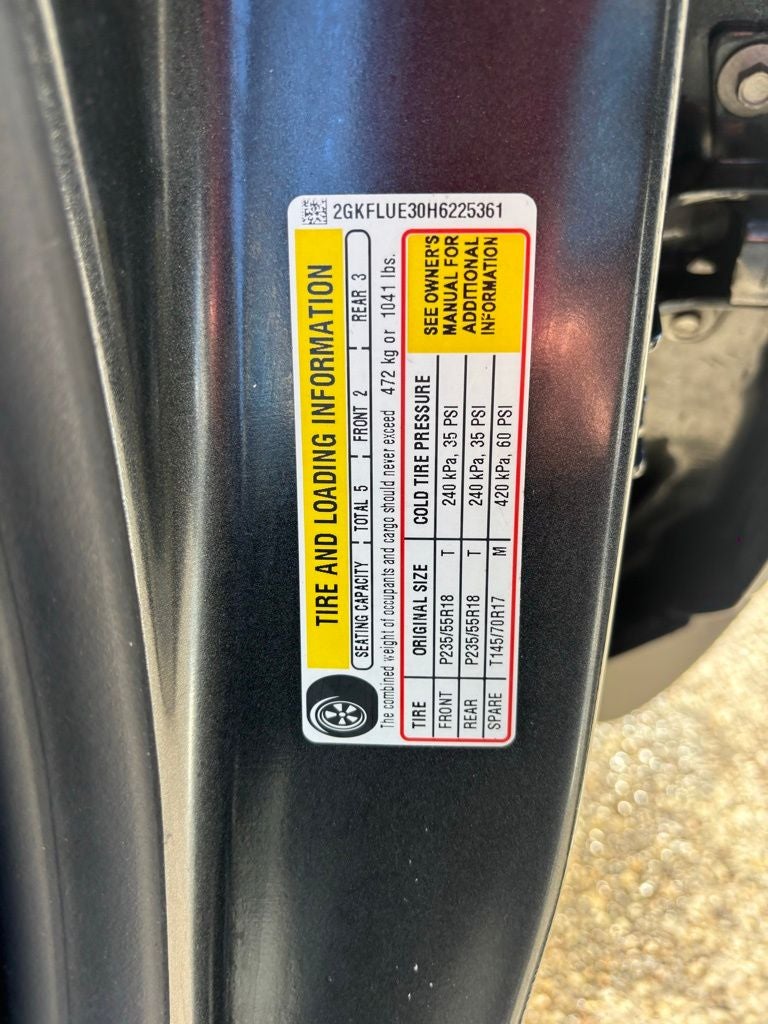 2GKFLUE30H6225361
TIRE AND LOADING INFORMATION
SEATING CAPACITY TOTAL 5 FRONT 2 REAR 3
The combined weight of occupants and cargo should never exceed 472 kg or 1041 lbs.
TIRE ORIGINAL SIZE COLD TIRE PRESSURE
FRONT P235/55R18 T 240 kPa, 35 PSI
REAR P235/55R18 T 240 kPa, 35 PSI
SPARE T145/70R17 M 420 kPa, 60 PSI
SEE OWNER'S
MANUAL FOR
ADDITIONAL
INFORMATION